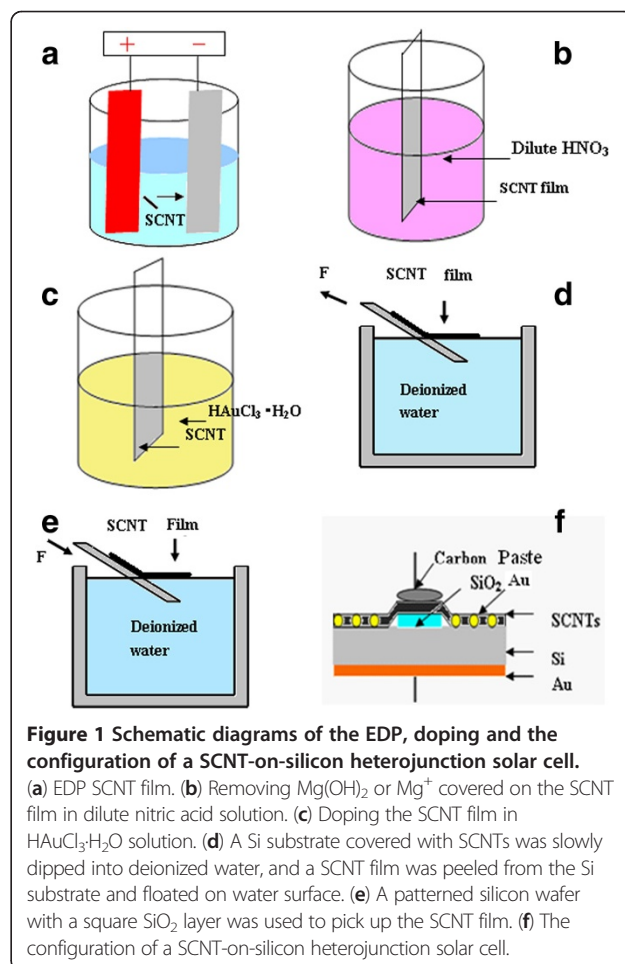 a
+ −
SCNT
b
Dilute HNO₃
SCNT film
c
HAuCl₃·H₂O
SCNT
d
F
SCNT film
Deionized
water
e
SCNT Film
F
Deionized
water
f
Carbon Paste
SiO₂ Au
SCNTs
Si
Au
Figure 1 Schematic diagrams of the EDP, doping and the
configuration of a SCNT-on-silicon heterojunction solar cell.
(a) EDP SCNT film. (b) Removing Mg(OH)₂ or Mg⁺ covered on the SCNT
film in dilute nitric acid solution. (c) Doping the SCNT film in
HAuCl₃·H₂O solution. (d) A Si substrate covered with SCNTs was slowly
dipped into deionized water, and a SCNT film was peeled from the Si
substrate and floated on water surface. (e) A patterned silicon wafer
with a square SiO₂ layer was used to pick up the SCNT film. (f) The
configuration of a SCNT-on-silicon heterojunction solar cell.